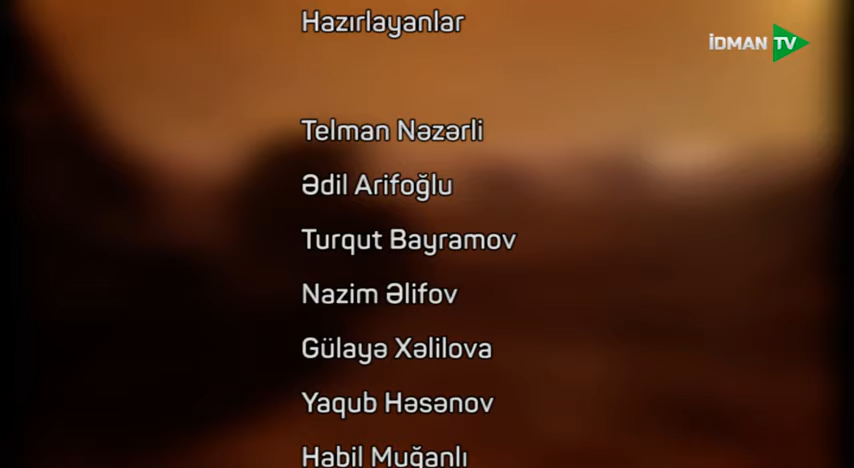 Hazırlayanlar
İDMAN TV
Telman Nəzərli
Ədil Arifoğlu
Turqut Bayramov
Nazim Əlifov
Gülayə Xəlilova
Yaqub Həsənov
Habil Muğanlı